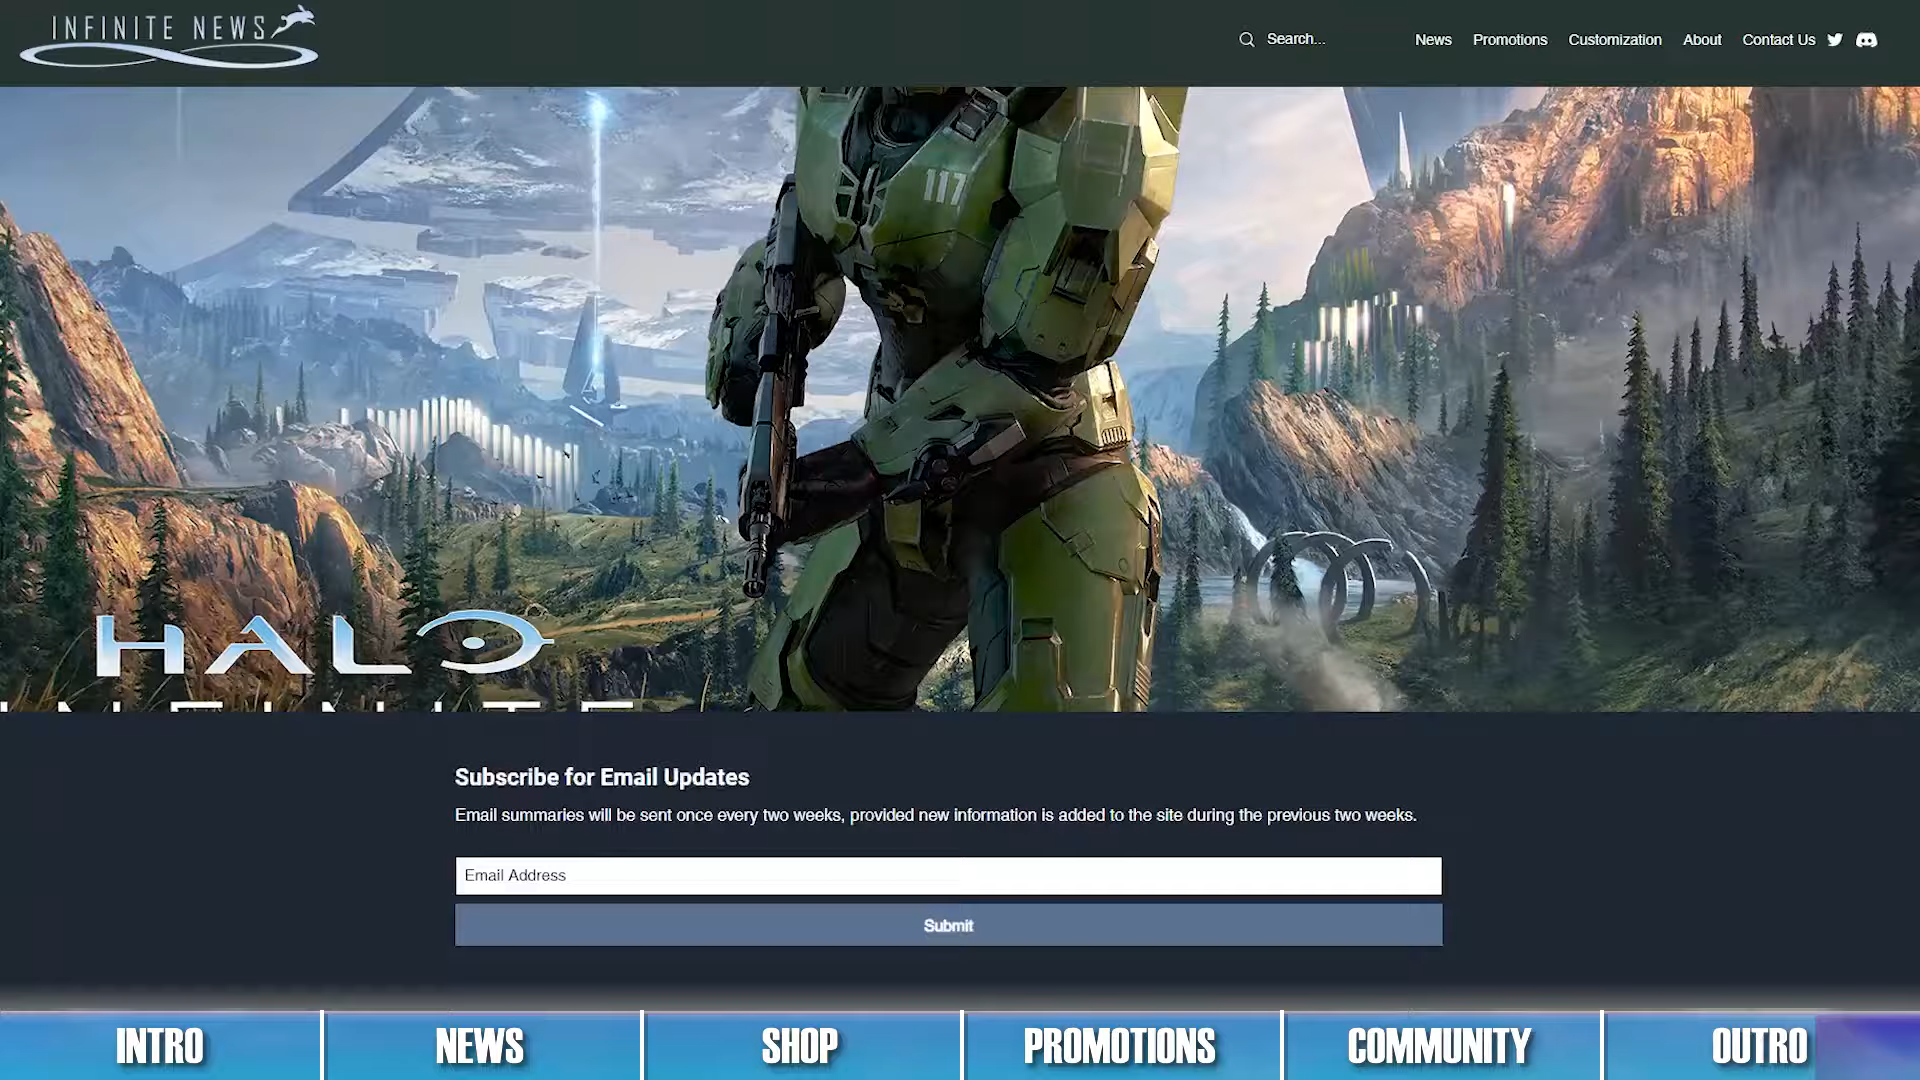 INFINITE NEWS
Search...
News
Promotions
Customization
About
Contact Us
117
HALO
INFINITE
Subscribe for Email Updates
Email summaries will be sent once every two weeks, provided new information is added to the site during the previous two weeks.
Email Address
Submit
INTRO
NEWS
SHOP
PROMOTIONS
COMMUNITY
OUTRO